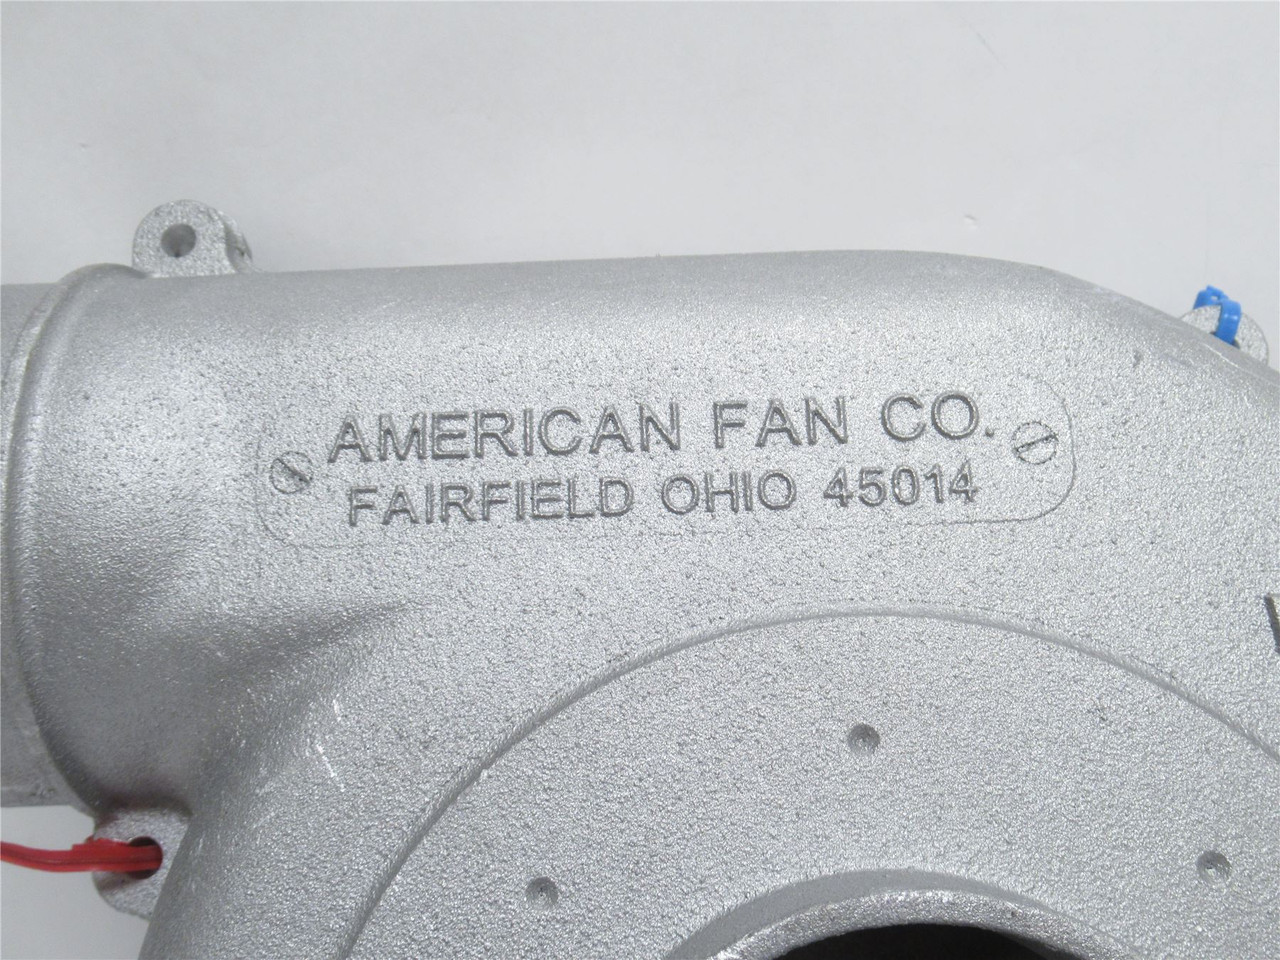 AMERICAN FAN CO.
FAIRFIELD OHIO 45014